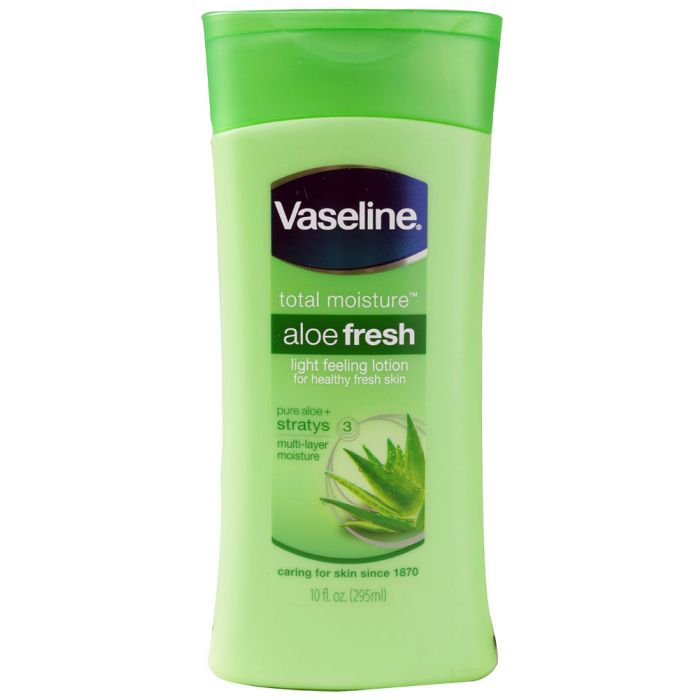 Vaseline®
total moisture™
aloe fresh
light feeling lotion
for healthy fresh skin
pure aloe +
stratys 3
multi-layer
moisture
caring for skin since 1870
10 fl. oz. (295ml)